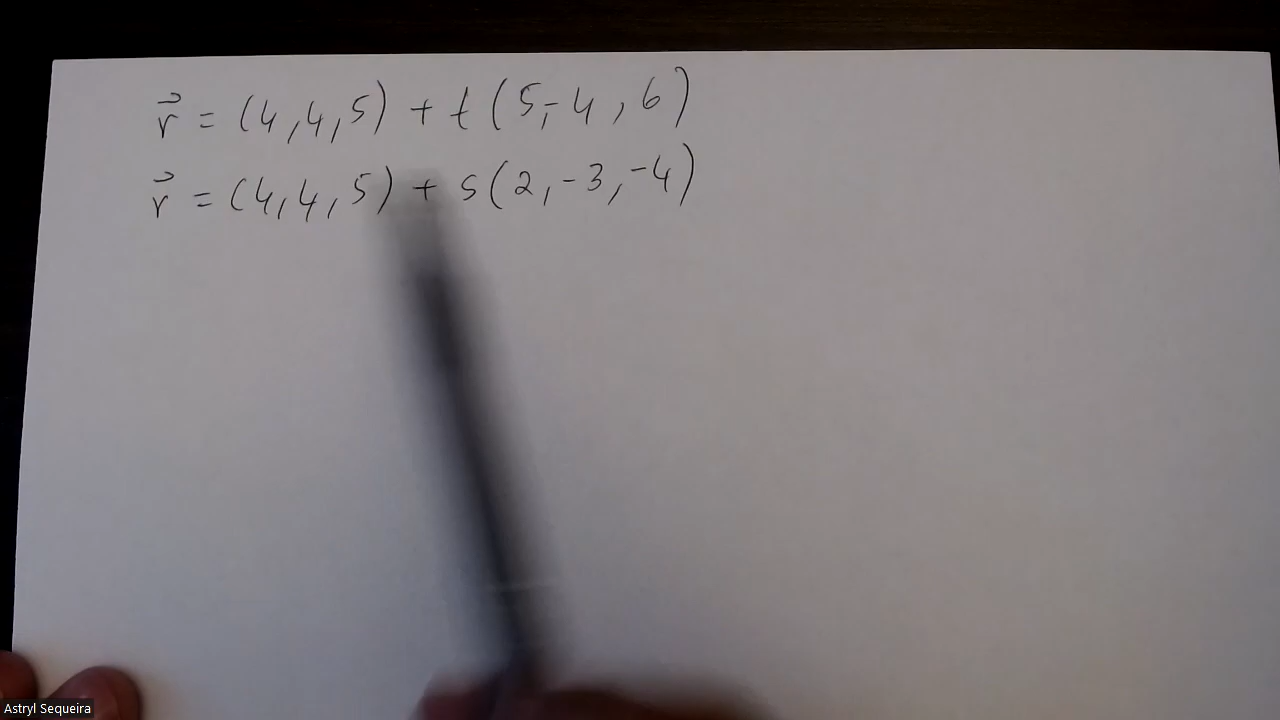 r⃗ = (4,4,5) + t(5,-4,6)
r⃗ = (4,4,5) + s(2,-3,-4)
Astryl Sequeira